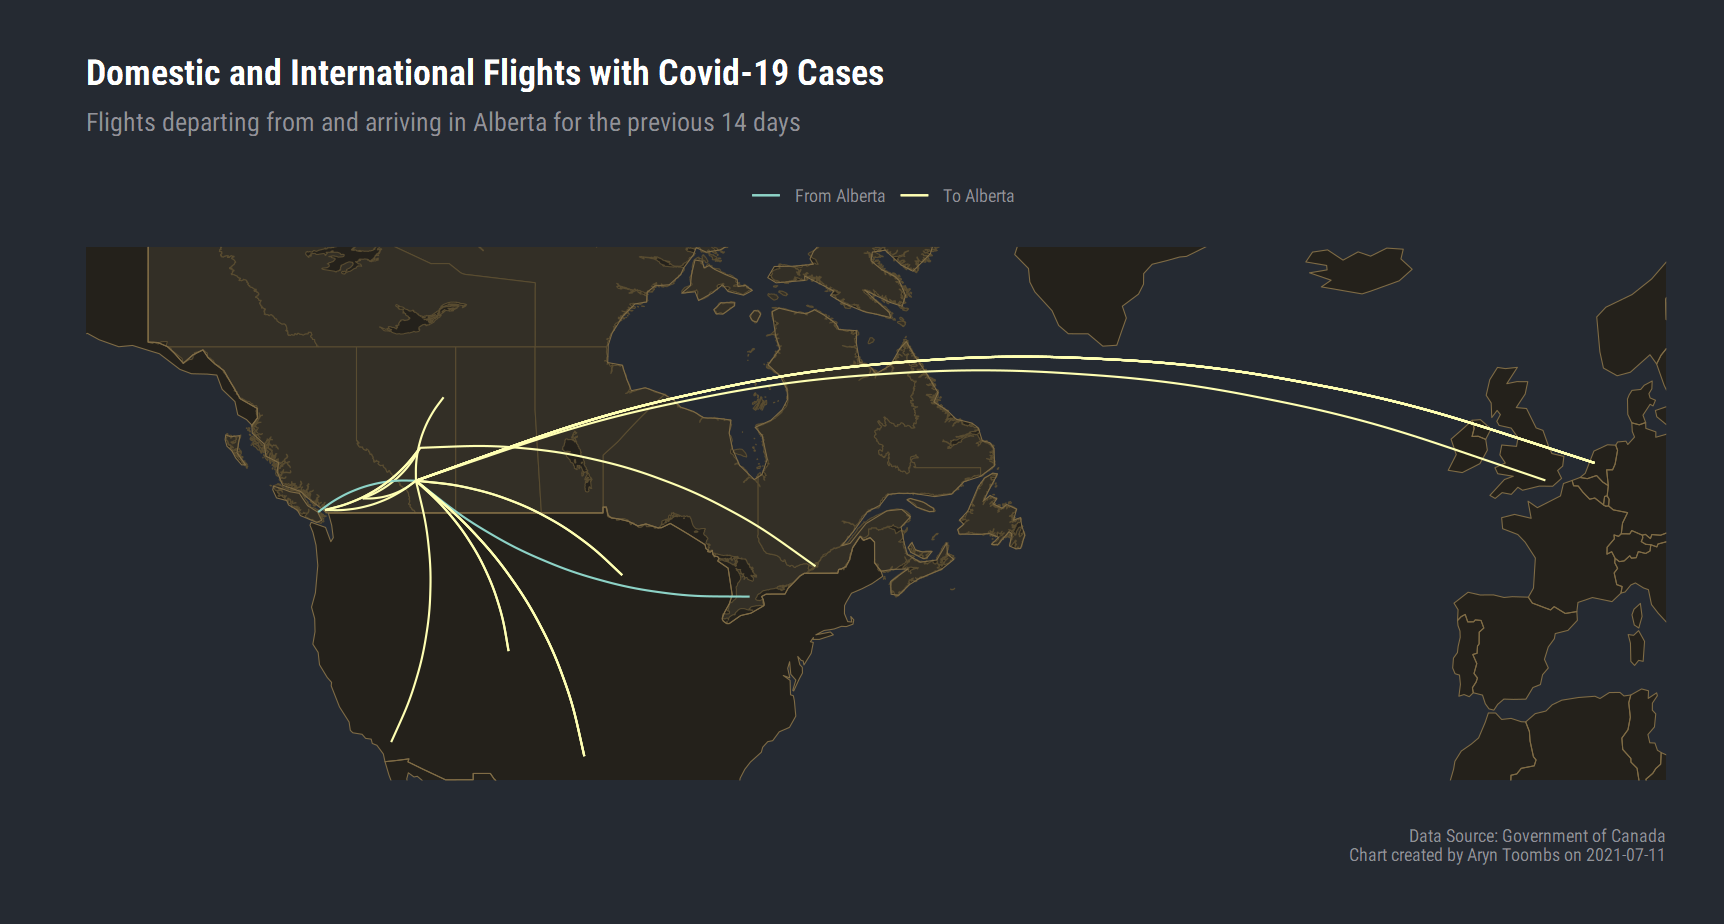 Domestic and International Flights with Covid-19 Cases
Flights departing from and arriving in Alberta for the previous 14 days
From Alberta To Alberta
Data Source: Government of Canada
Chart created by Aryn Toombs on 2021-07-11